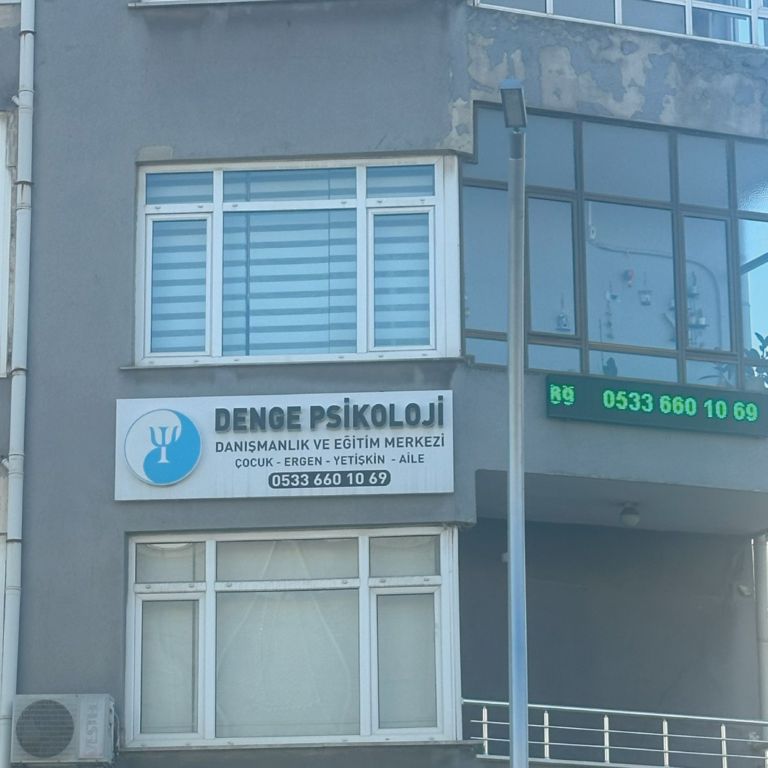 DENGE PSİKOLOJİ
DANIŞMANLIK VE EĞİTİM MERKEZİ
ÇOCUK - ERGEN - YETİŞKİN - AİLE
0533 660 10 69
0533 660 10 69
VESTEL